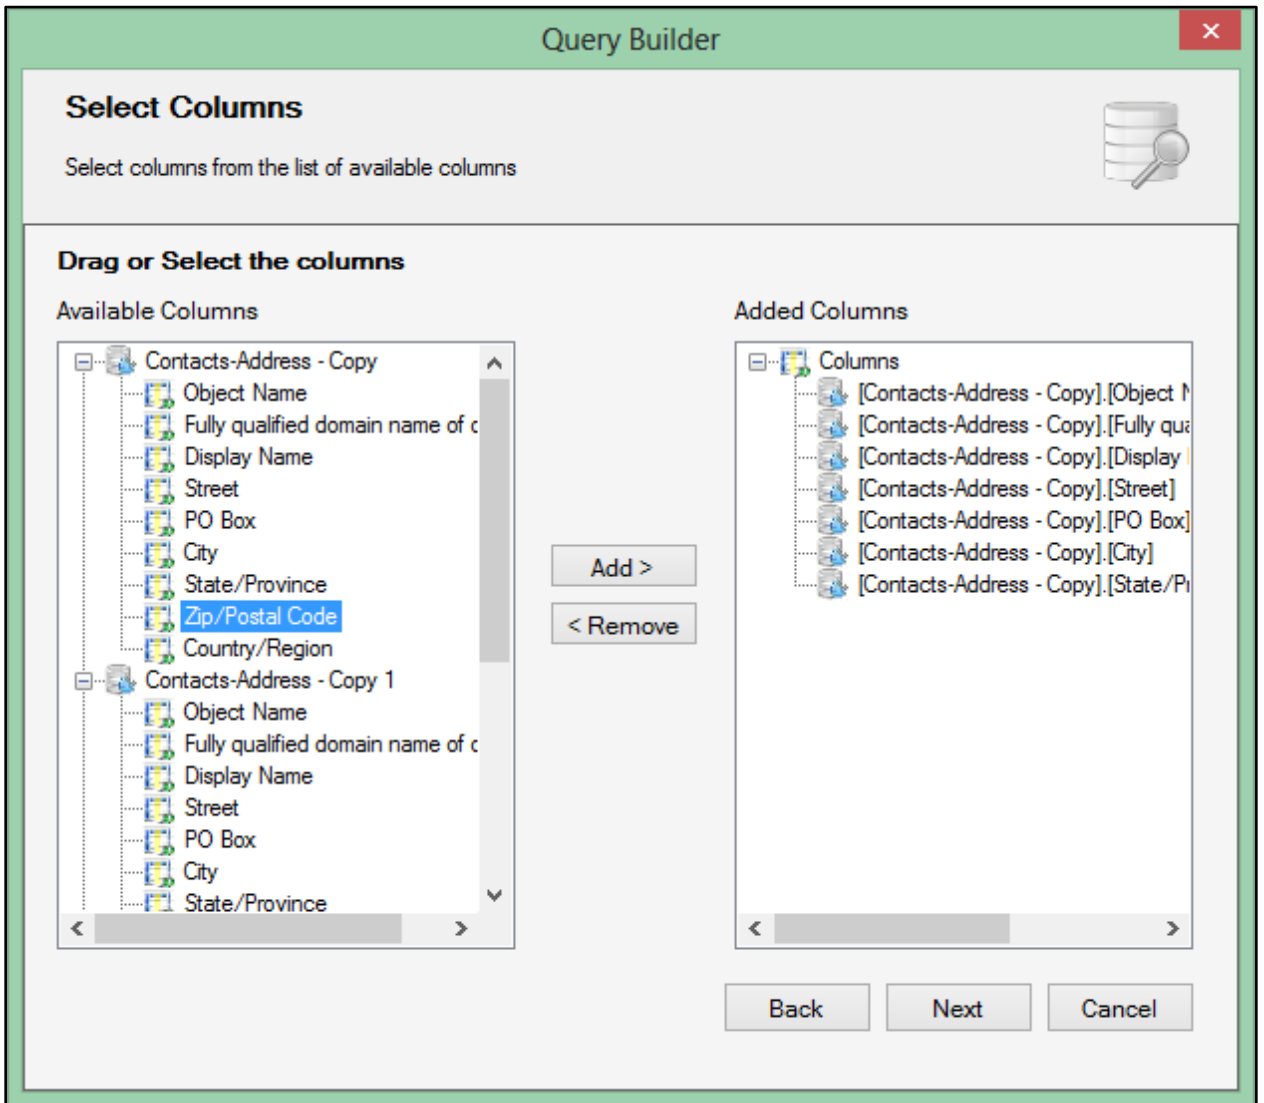 Query Builder
Select Columns
Select columns from the list of available columns
Drag or Select the columns
Available Columns
Contacts-Address - Copy
Object Name
Fully qualified domain name of
Display Name
Street
PO Box
City
State/Province
Zip/Postal Code
Country/Region
Contacts-Address - Copy 1
Object Name
Fully qualified domain name of
Display Name
Street
PO Box
City
State/Province
Add >
< Remove
Added Columns
Columns
[Contacts-Address - Copy].[Object
[Contacts-Address - Copy].[Fully qua
[Contacts-Address - Copy].[Display
[Contacts-Address - Copy].[Street]
[Contacts-Address - Copy].[PO Box]
[Contacts-Address - Copy].[City]
[Contacts-Address - Copy].[State/P
Back
Next
Cancel